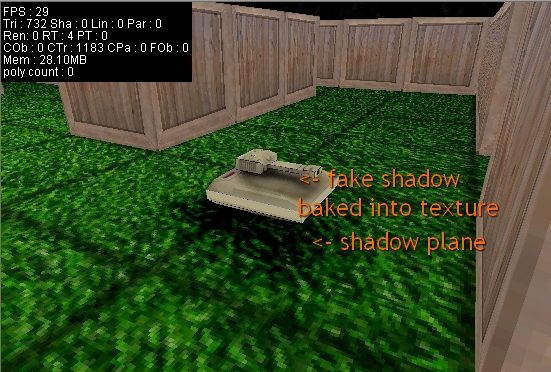 FPS : 29
Tri : 732 Sha : 0 Lin : 0 Par : 0
Ren: 0 RT : 4 PT : 0
COb : 0 CTr : 1183 CPa : 0 FOb : 0
Mem : 28.10MB
poly count : 0
<- fake shadow
baked into texture
<- shadow plane